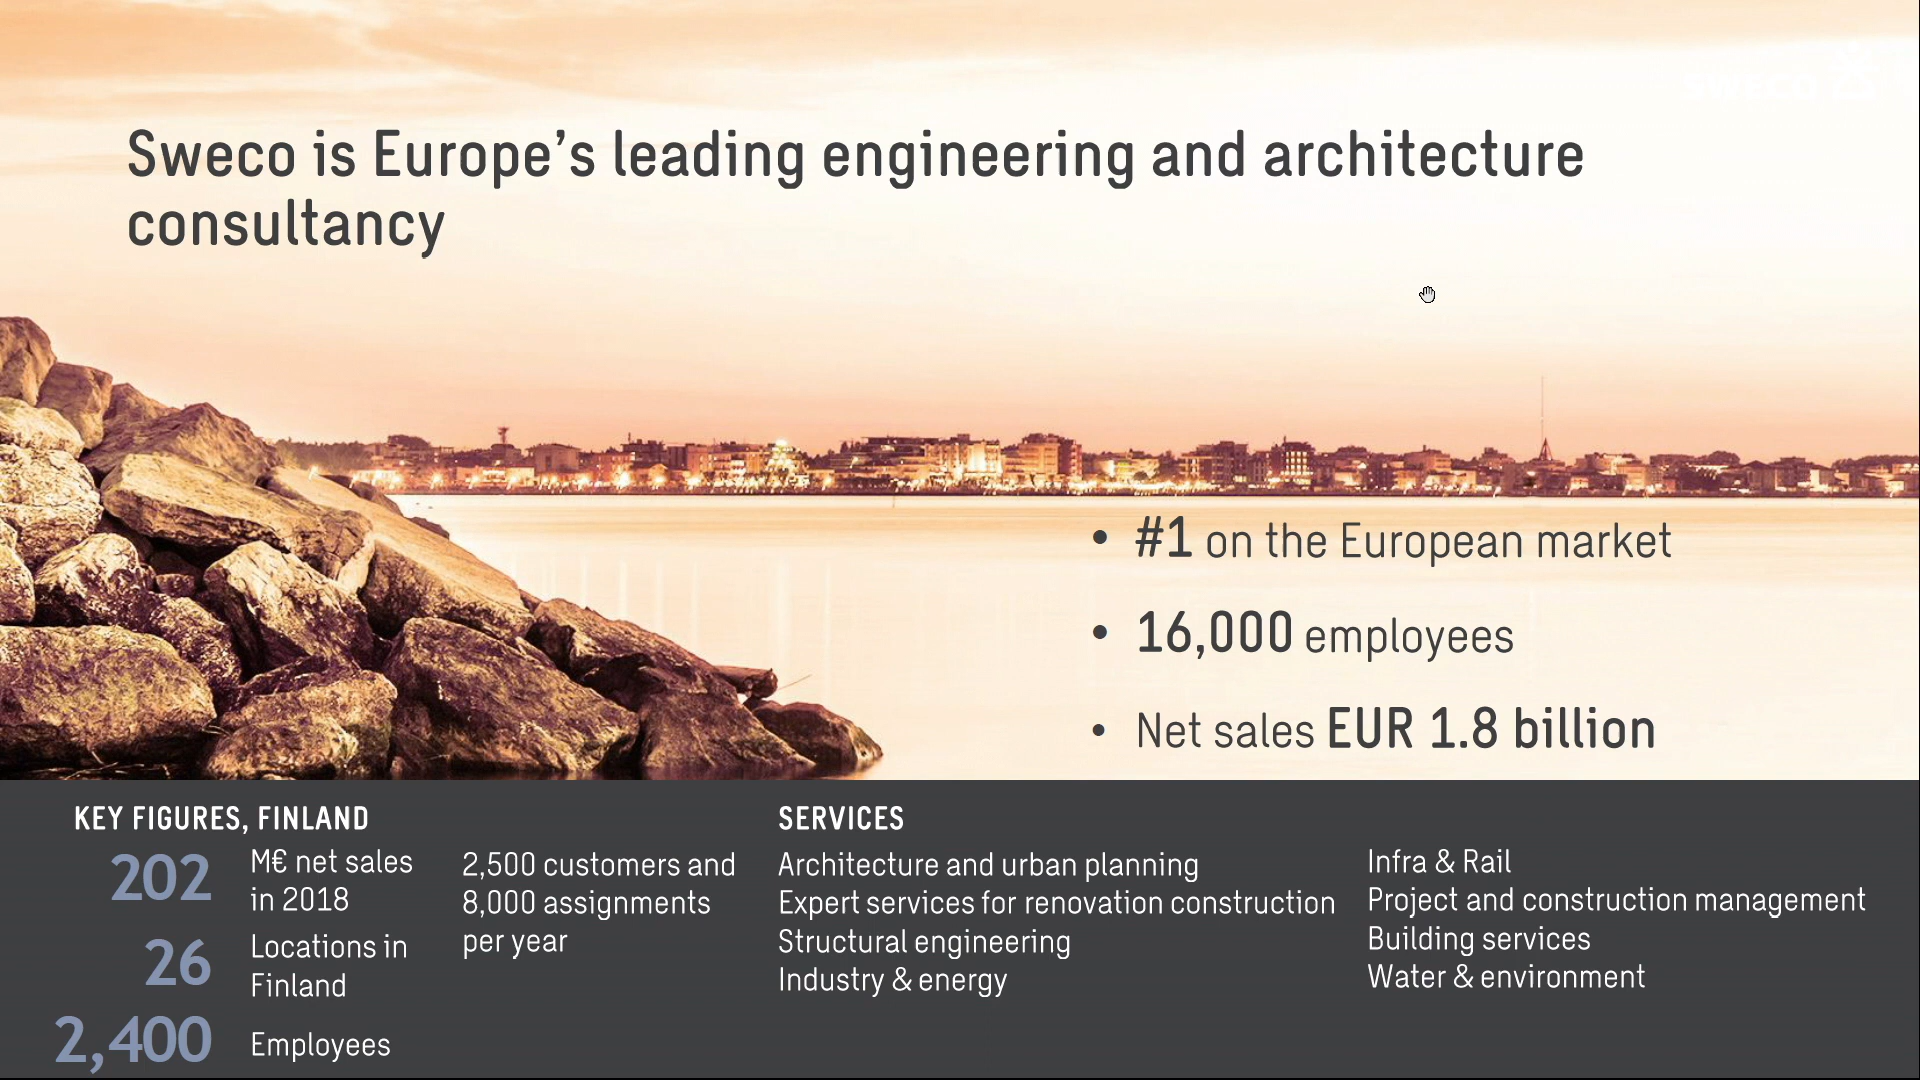 Sweco is Europe’s leading engineering and architecture
consultancy
• #1 on the European market
• 16,000 employees
• Net sales EUR 1.8 billion
KEY FIGURES, FINLAND
202
M€ net sales
in 2018
26
Locations in
Finland
2,400
Employees
2,500 customers and
8,000 assignments
per year
SERVICES
Architecture and urban planning
Expert services for renovation construction
Structural engineering
Industry & energy
Infra & Rail
Project and construction management
Building services
Water & environment